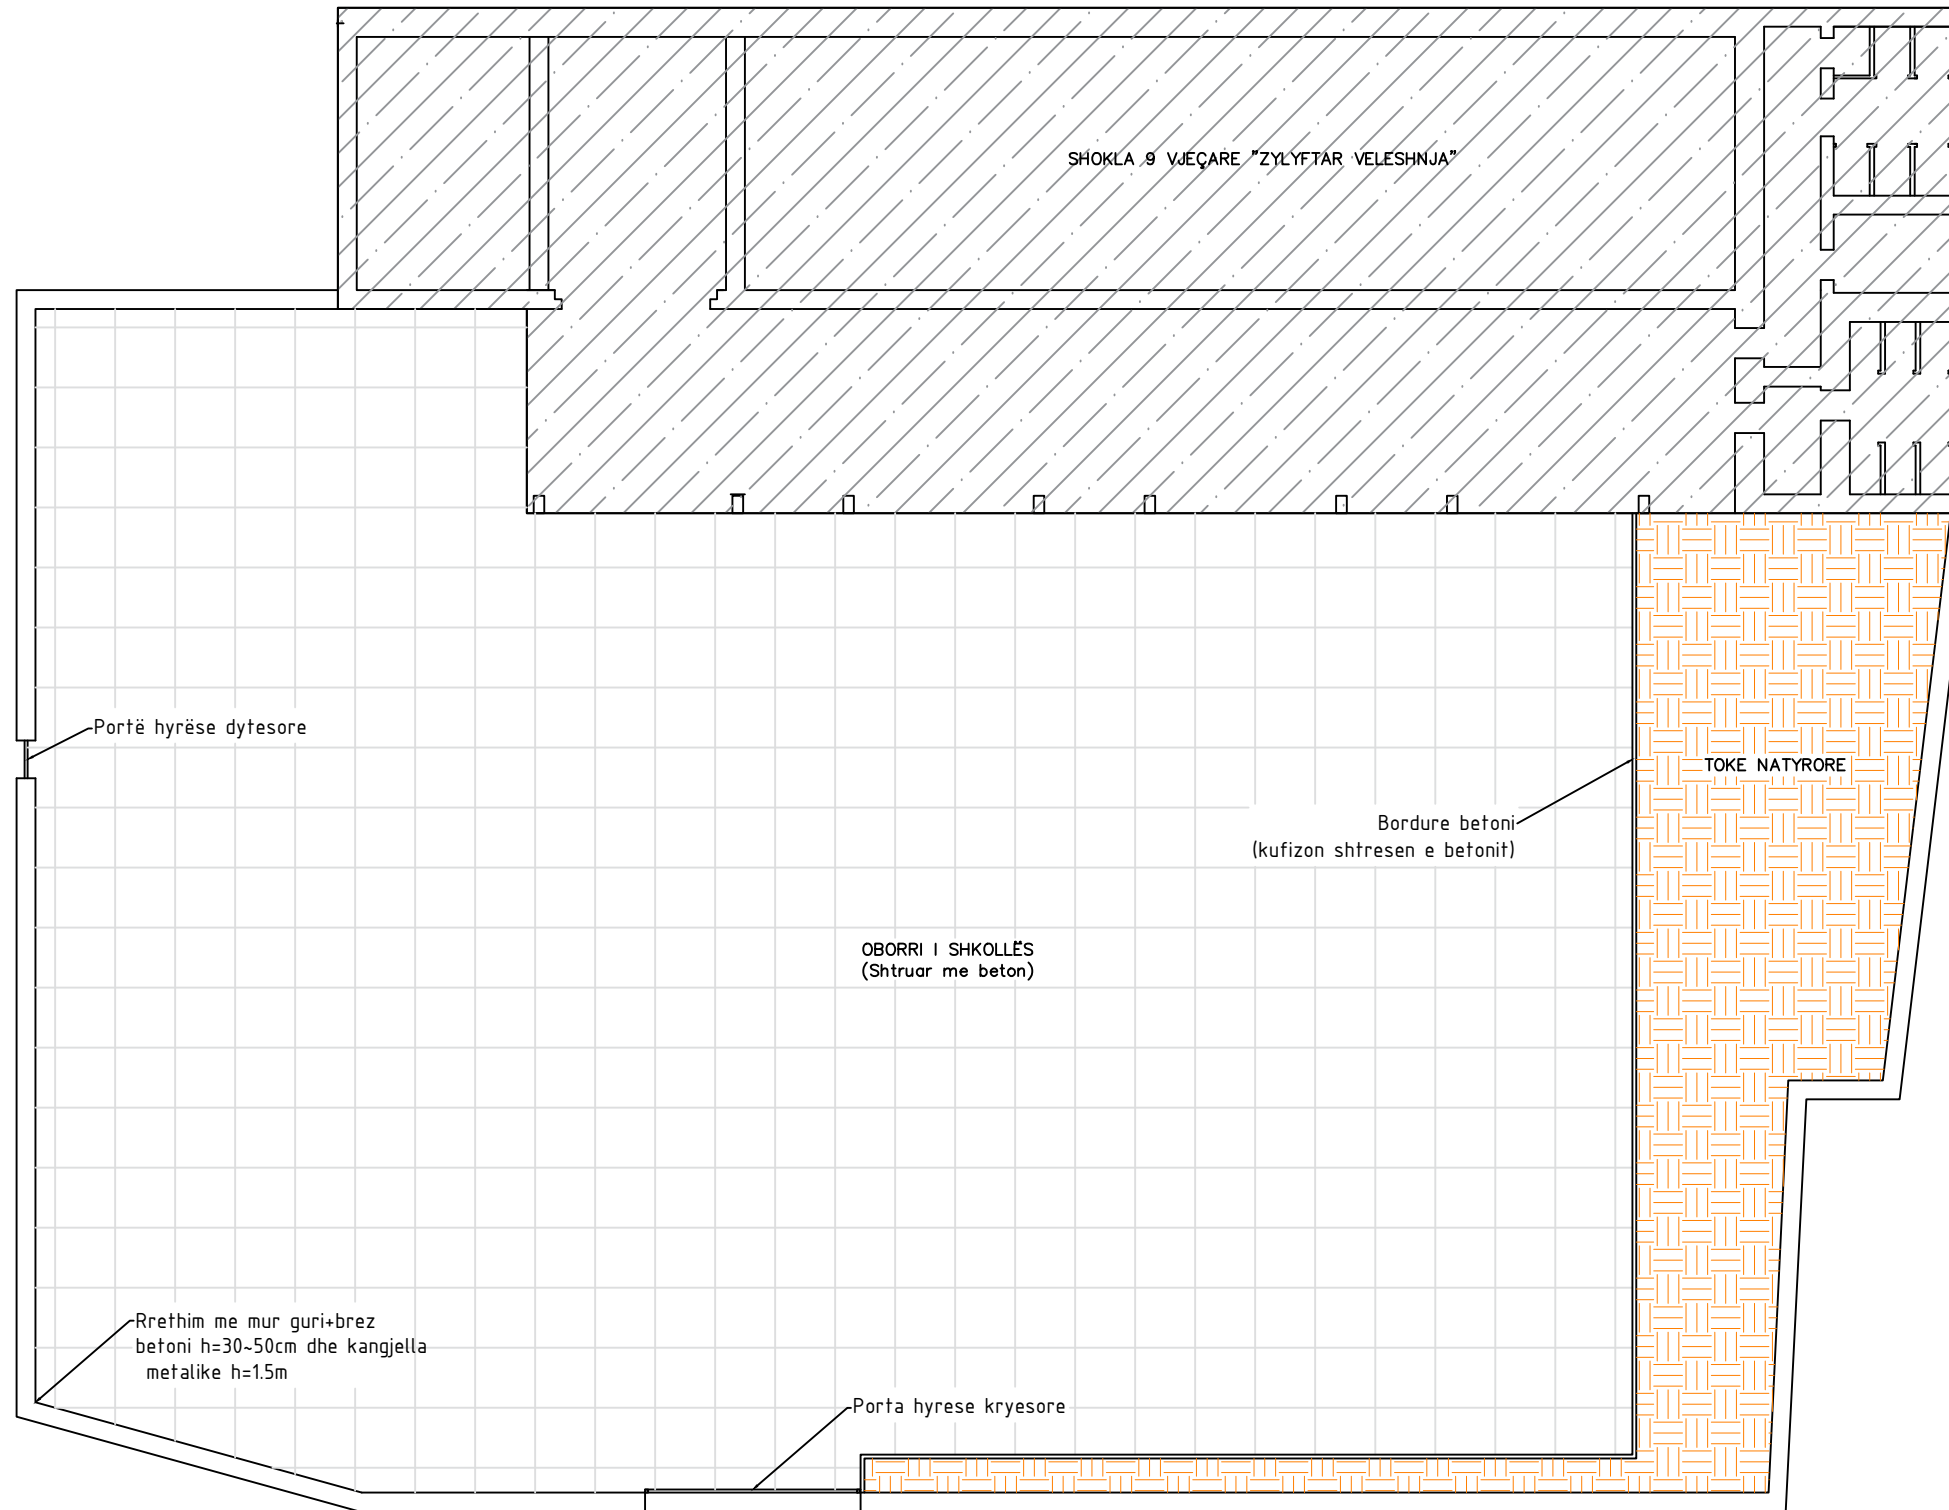 SHOKLA 9 VJEÇARE "ZYLYFTAR VELESHNJA"
Portë hyrëse dytesore
TOKE NATYRORE
Bordure betoni
(kufizon shtresen e betonit)
OBORRI I SHKOLLËS
(Shtruar me beton)
Rrethim me mur guri+brez
betoni h=30~50cm dhe kangjella
metalike h=1.5m
Porta hyrese kryesore